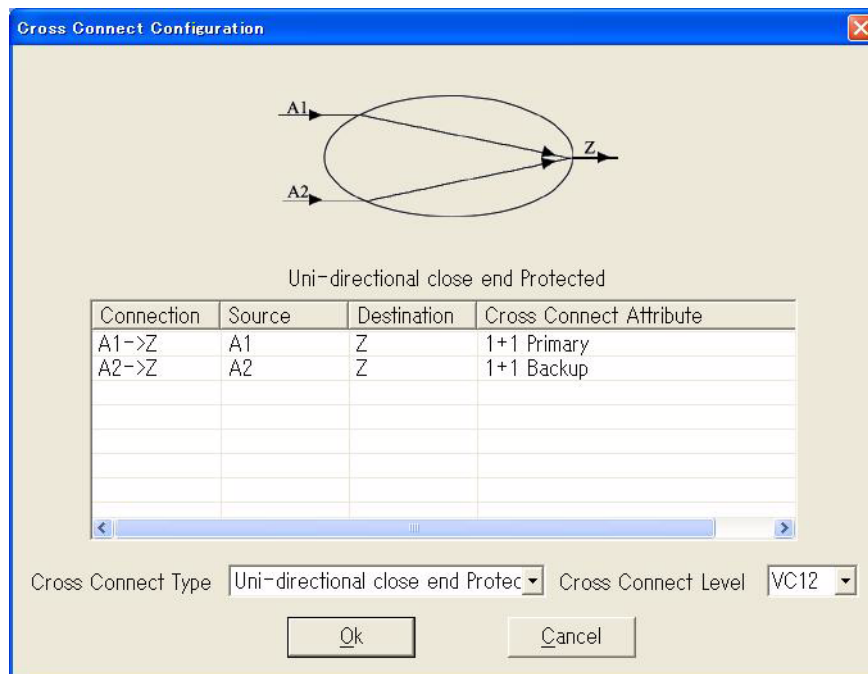 Cross Connect Configuration
A1
Z
A2
Uni-directional close end Protected
Connection Source Destination Cross Connect Attribute
A1->Z A1 Z 1+1 Primary
A2->Z A2 Z 1+1 Backup
Cross Connect Type Uni-directional close end Protec Cross Connect Level VC12
Ok Cancel